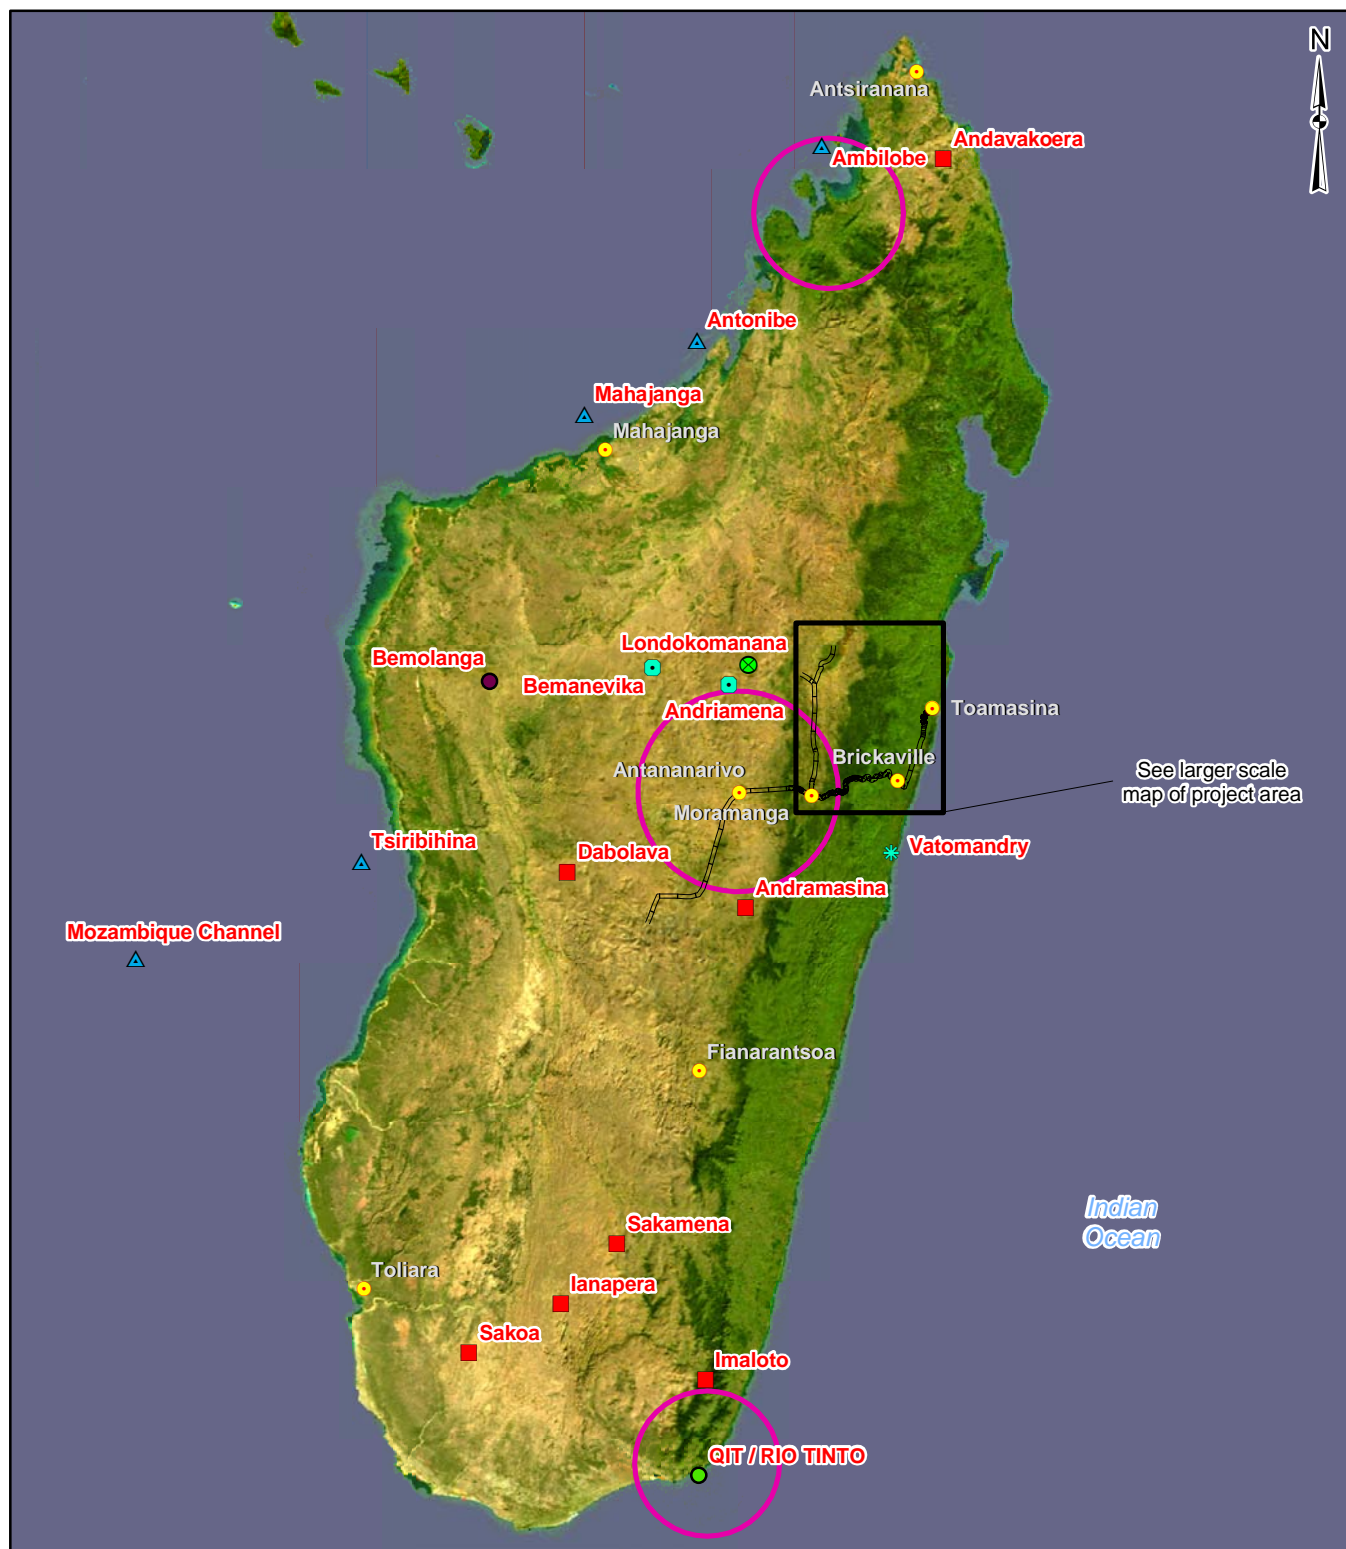 N
Antsiranana
Andavakoera
Ambilobe
Antonibe
Mahajanga
Mahajanga
Londokomanana
Bemolanga
Bemanevika
Andriamena
Toamasina
Brickaville
Antananarivo
See larger scale
map of project area
Moramanga
Tsiribihina
Dabolava
Vatomandry
Andramasina
Mozambique Channel
Fianarantsoa
Indian
Ocean
Sakamena
Toliara
Ianapera
Sakoa
Imaloto
QIT / RIO TINTO